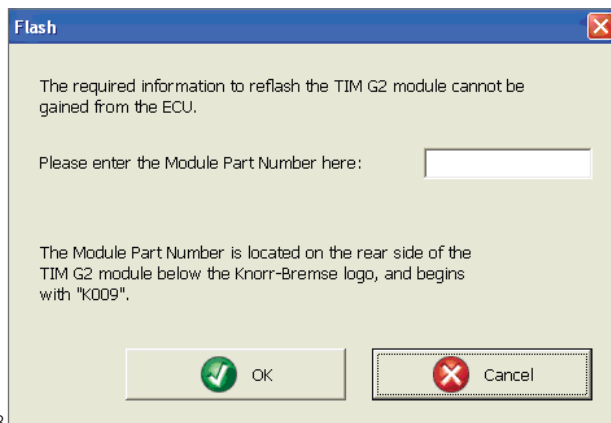 Flash
The required information to reflash the TIM G2 module cannot be
gained from the ECU.
Please enter the Module Part Number here:
The Module Part Number is located on the rear side of the
TIM G2 module below the Knorr-Bremse logo, and begins
with "K009".
OK
Cancel